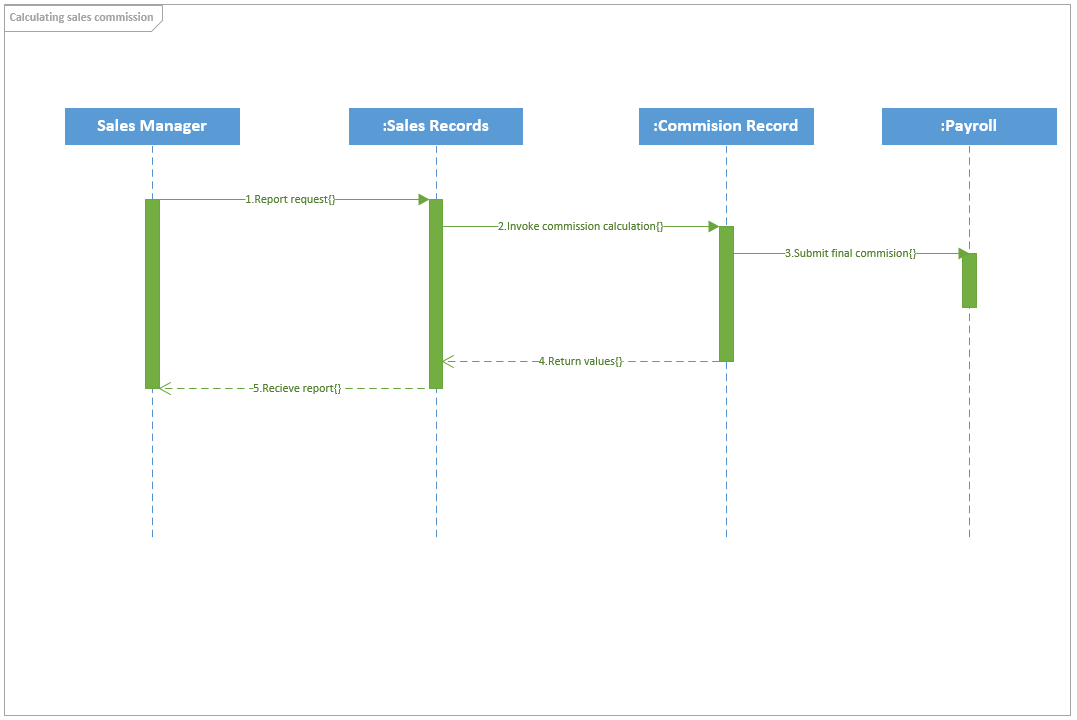 Calculating sales commission
Sales Manager
:Sales Records
:Commision Record
:Payroll
1.Report request{}
2.Invoke commission calculation{}
3.Submit final commision{}
4.Return values{}
5.Recieve report{}